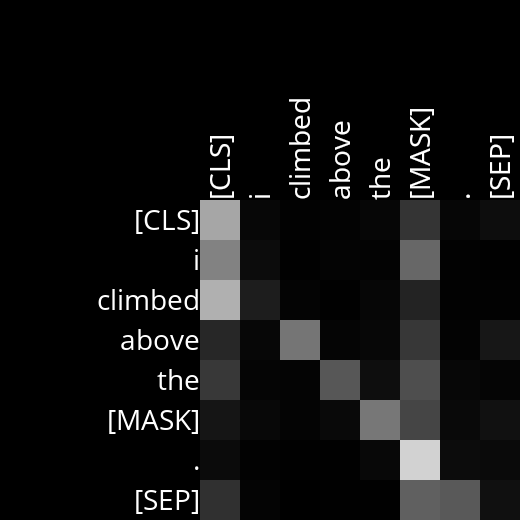 [CLS] i climbed above the [MASK] . [SEP]
[CLS]
i
climbed
above
the
[MASK]
.
[SEP]